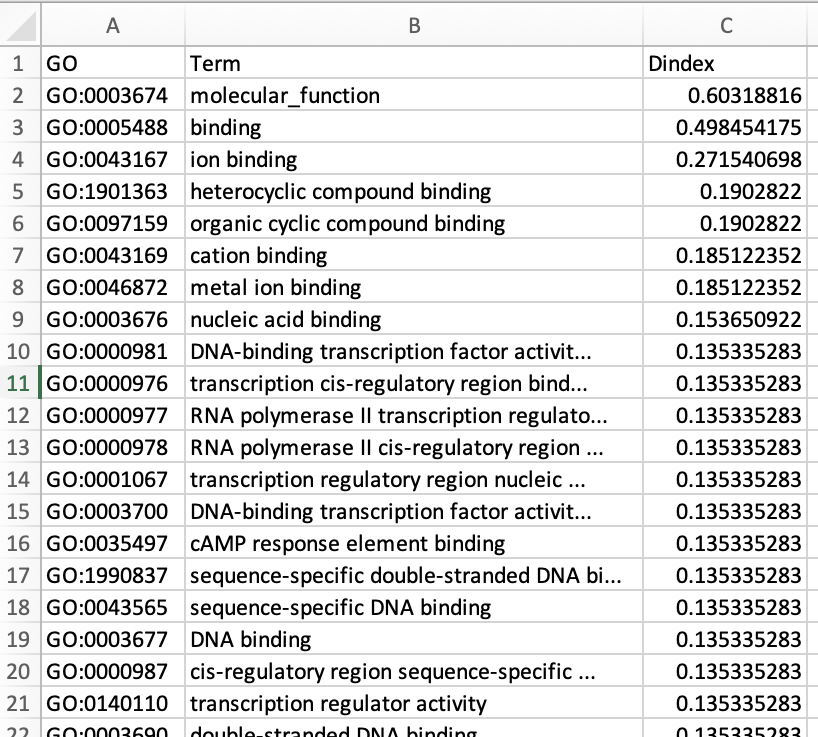 A B C
1 GO Term Dindex
2 GO:0003674 molecular_function 0.60318816
3 GO:0005488 binding 0.498454175
4 GO:0043167 ion binding 0.271540698
5 GO:1901363 heterocyclic compound binding 0.1902822
6 GO:0097159 organic cyclic compound binding 0.1902822
7 GO:0043169 cation binding 0.185122352
8 GO:0046872 metal ion binding 0.185122352
9 GO:0003676 nucleic acid binding 0.153650922
10 GO:0000981 DNA-binding transcription factor activit... 0.135335283
11 GO:0000976 transcription cis-regulatory region bind... 0.135335283
12 GO:0000977 RNA polymerase II transcription regulato... 0.135335283
13 GO:0000978 RNA polymerase II cis-regulatory region ... 0.135335283
14 GO:0001067 transcription regulatory region nucleic ... 0.135335283
15 GO:0003700 DNA-binding transcription factor activit... 0.135335283
16 GO:0035497 cAMP response element binding 0.135335283
17 GO:1990837 sequence-specific double-stranded DNA bi... 0.135335283
18 GO:0043565 sequence-specific DNA binding 0.135335283
19 GO:0003677 DNA binding 0.135335283
20 GO:0000987 cis-regulatory region sequence-specific ... 0.135335283
21 GO:0140110 transcription regulator activity 0.135335283
22 GO:0003690 double-stranded DNA binding 0.135335283